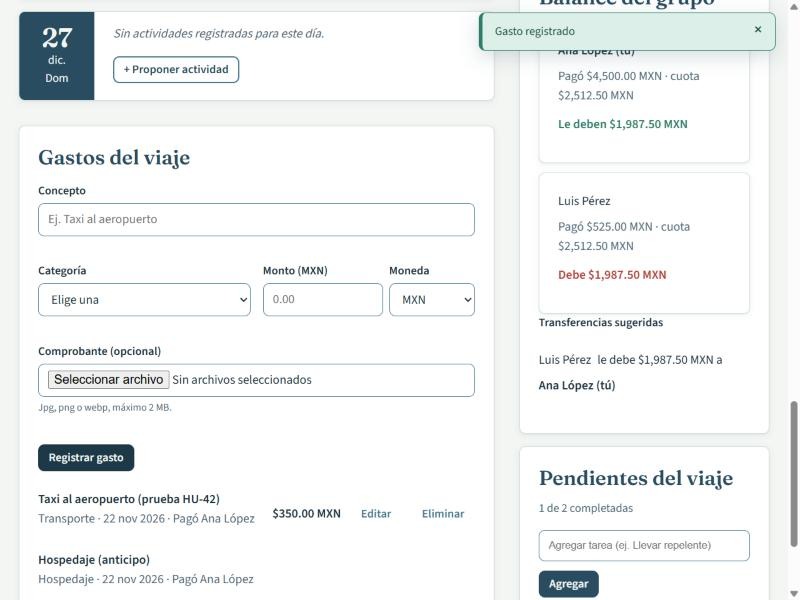 27
dic.
Dom
Sin actividades registradas para este día.
+ Proponer actividad
Gastos del viaje
Concepto
Ej. Taxi al aeropuerto
Categoría
Monto (MXN)
Moneda
Elige una
0.00
MXN
Comprobante (opcional)
Seleccionar archivo Sin archivos seleccionados
Jpg, png o webp, máximo 2 MB.
Registrar gasto
Taxi al aeropuerto (prueba HU-42)
Transporte · 22 nov 2026 · Pagó Ana López
$350.00 MXN
Editar
Eliminar
Hospedaje (anticipo)
Hospedaje · 22 nov 2026 · Pagó Ana López
Balance del grupo
Gasto registrado
×
Ana López (tú)
Pagó $4,500.00 MXN · cuota
$2,512.50 MXN
Le deben $1,987.50 MXN
Luis Pérez
Pagó $525.00 MXN · cuota
$2,512.50 MXN
Debe $1,987.50 MXN
Transferencias sugeridas
Luis Pérez le debe $1,987.50 MXN a
Ana López (tú)
Pendientes del viaje
1 de 2 completadas
Agregar tarea (ej. Llevar repelente)
Agregar